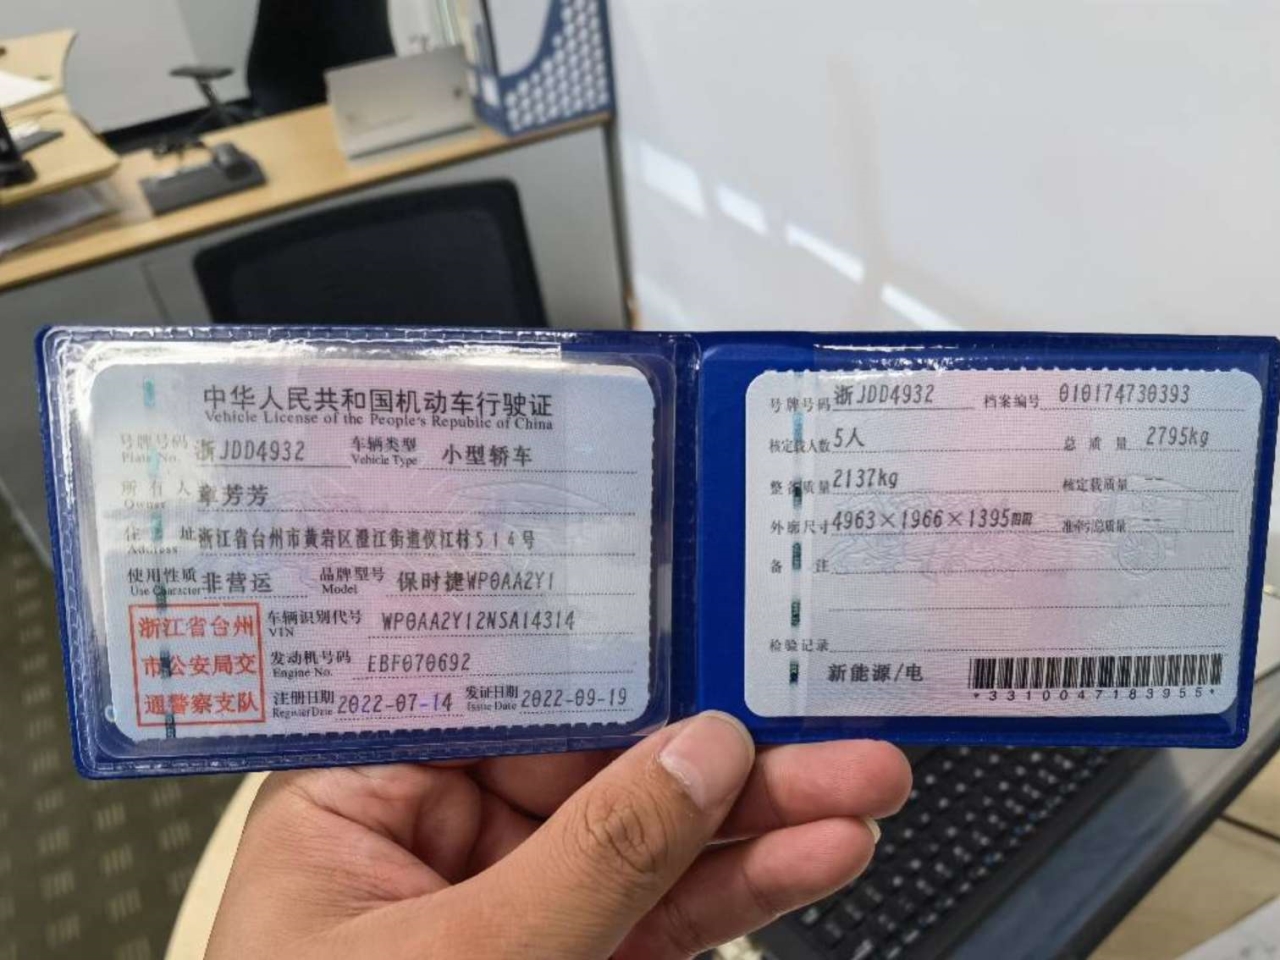 中华人民共和国机动车行驶证
Vehicle License of the People's Republic of China
号牌号码 浙JDD4932 车辆类型 小型轿车
Plate No. Vehicle Type
所有人 章芳芳
Owner
住址 浙江省台州市黄岩区澄江街道仪江村514号
Address
使用性质 非营运 品牌型号 保时捷WP0AA2Y1
Use Character Model
浙江省台州
市公安局交
通警察支队
车辆识别代号 WP0AA2Y12NSA14314
VIN
发动机号码 EBF070692
Engine No.
注册日期 2022-07-14 发证日期 2022-09-19
Register Date Issue Date
号牌号码 浙JDD4932 档案编号 010174730393
核定载人数 5人 总质量 2795kg
整备质量 2137kg 核定载质量 --
外廓尺寸 4963×1966×1395mm 准牵引总质量 --
备注
检验记录
新能源/电
*3310047183955*